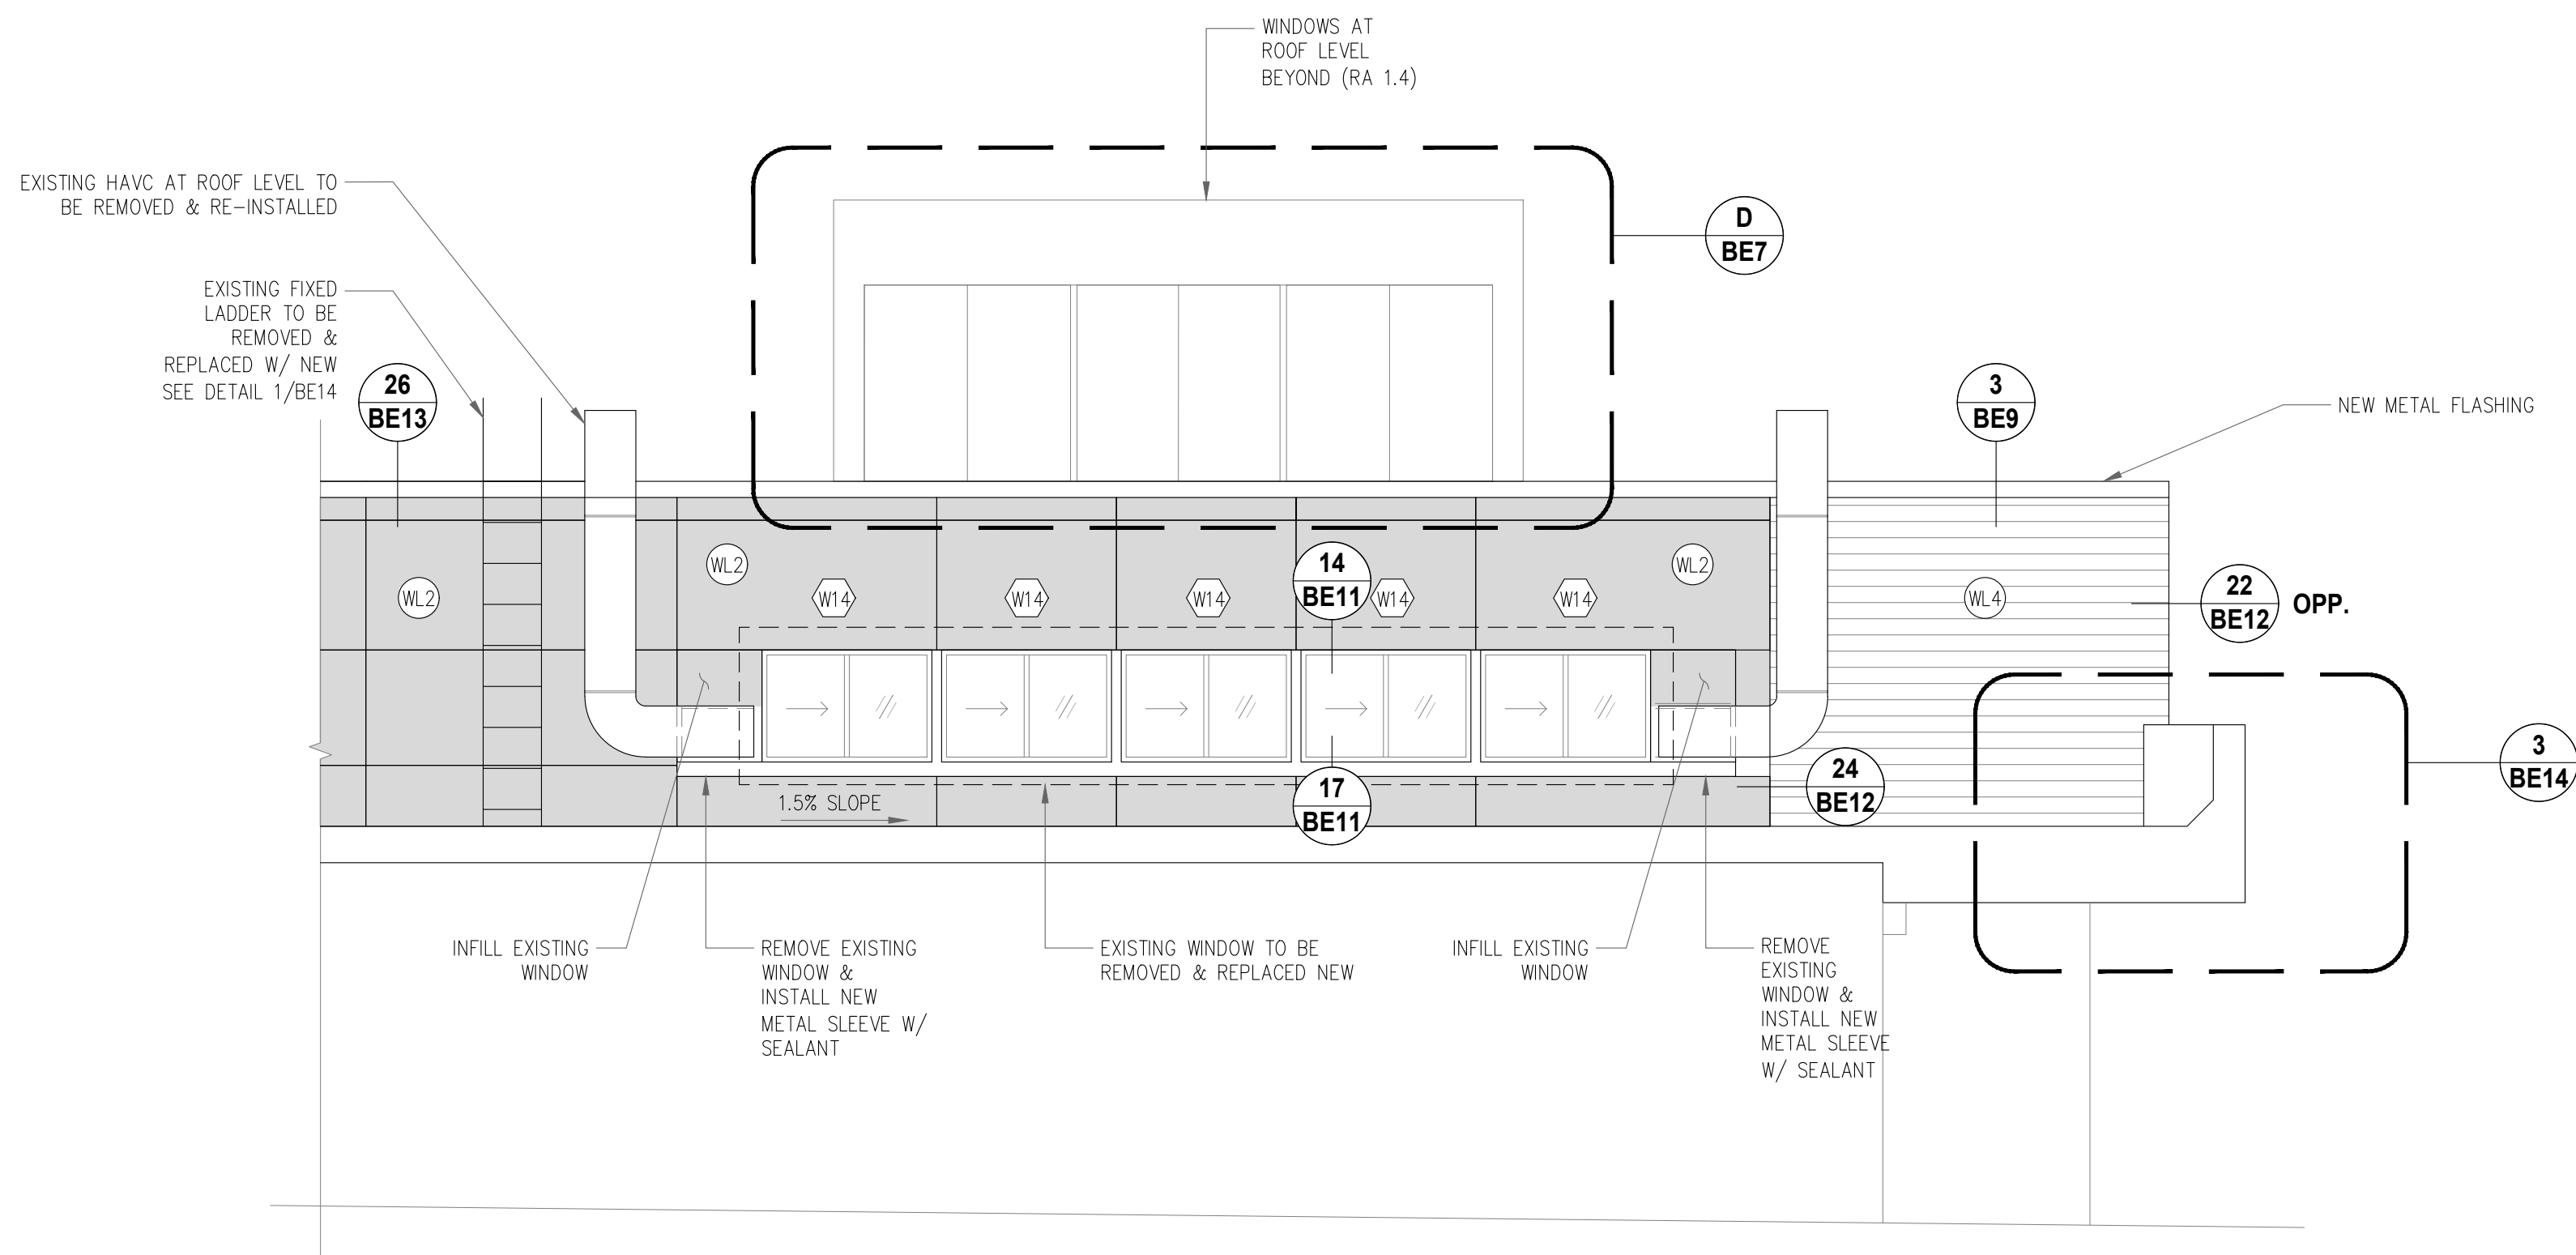 WINDOWS AT
ROOF LEVEL
BEYOND (RA 1.4)
EXISTING HAVC AT ROOF LEVEL TO
BE REMOVED & RE-INSTALLED
D
BE7
EXISTING FIXED
LADDER TO BE
REMOVED &
REPLACED W/ NEW
SEE DETAIL 1/BE14
26
BE13
3
BE9
NEW METAL FLASHING
WL2
WL2
W14
W14
W14
14
BE11
W14
W14
WL2
WL4
22
BE12
OPP.
3
BE14
24
BE12
1.5% SLOPE
17
BE11
INFILL EXISTING
WINDOW
REMOVE EXISTING
WINDOW &
INSTALL NEW
METAL SLEEVE W/
SEALANT
EXISTING WINDOW TO BE
REMOVED & REPLACED NEW
INFILL EXISTING
WINDOW
REMOVE
EXISTING
WINDOW &
INSTALL NEW
METAL SLEEVE
W/ SEALANT